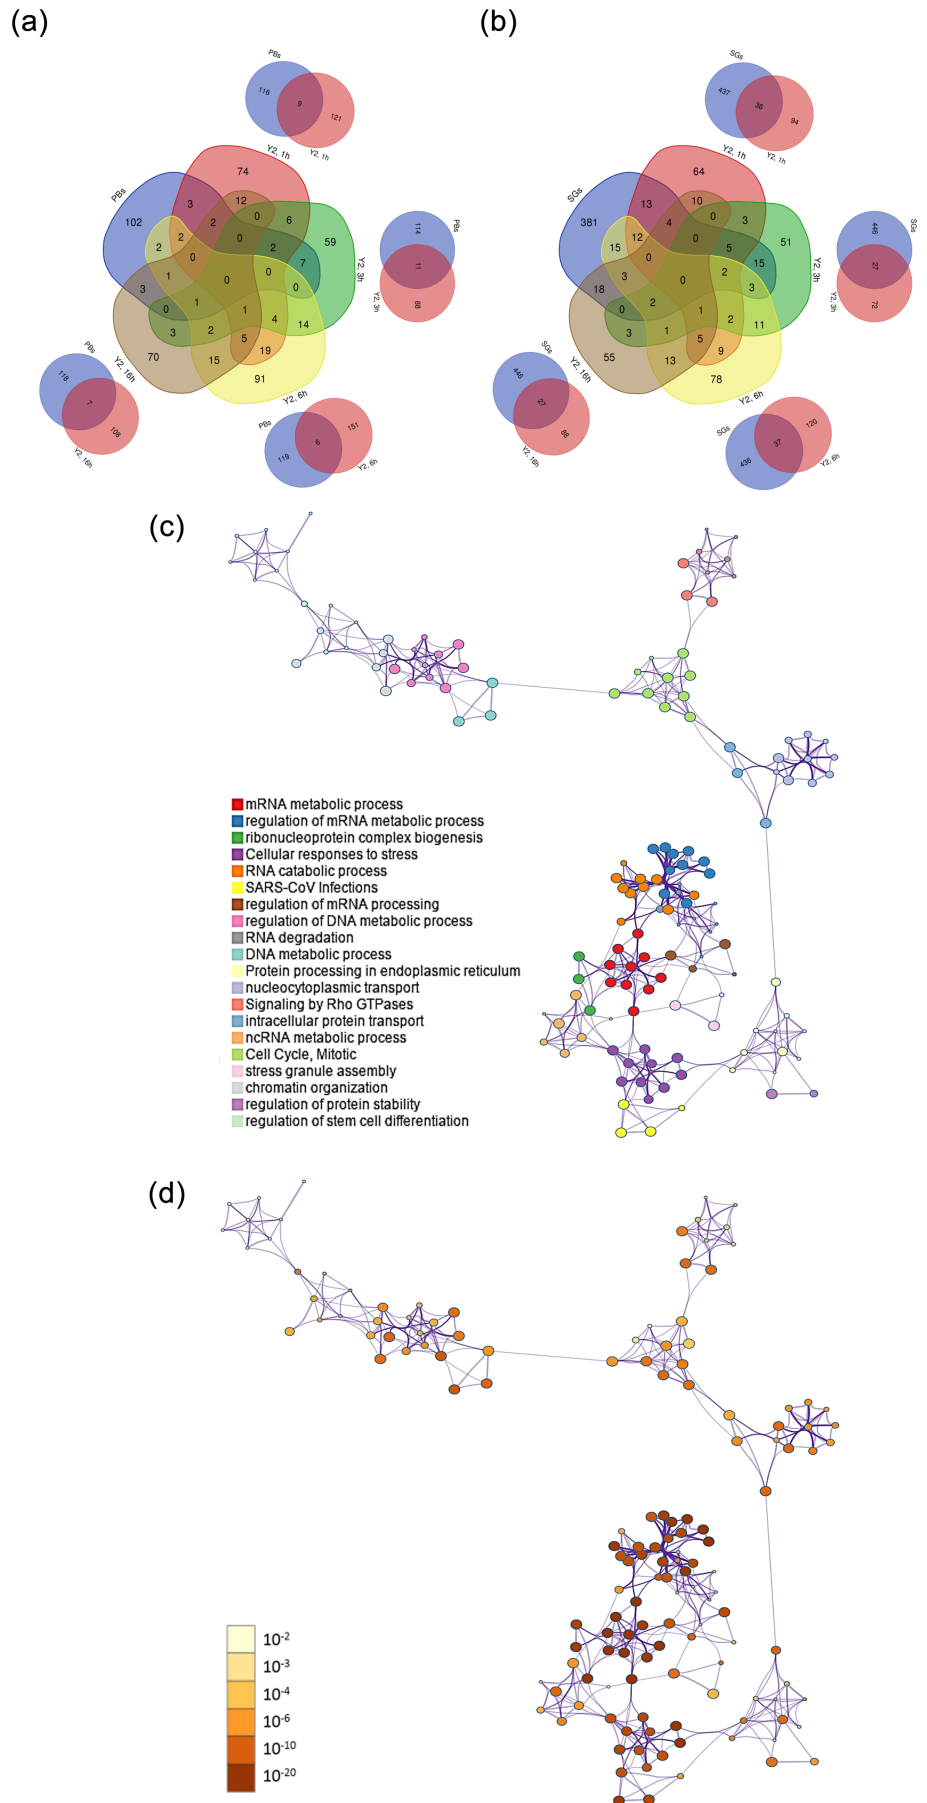 (a)
(b)
PBs
116
9
121
Y2, 1h
Y2, 1h
74
PBs
102
3
2
12
0
6
59
Y2, 3h
2
2
0
2
7
1
0
0
0
0
3
0
1
1
4
14
3
2
5
19
70
15
91
Y2, 16h
Y2, 6h
PBs
114
11
88
Y2, 3h
PBs
118
7
108
Y2, 16h
PBs
119
6
151
Y2, 6h
SGs
437
36
94
Y2, 1h
Y2, 1h
64
SGs
381
13
4
10
0
3
51
Y2, 3h
15
12
0
5
15
3
0
0
2
3
18
0
2
1
2
11
3
1
5
9
55
13
78
Y2, 16h
Y2, 6h
SGs
446
27
72
Y2, 3h
SGs
446
27
88
Y2, 16h
SGs
436
37
120
Y2, 6h
(c)
mRNA metabolic process
regulation of mRNA metabolic process
ribonucleoprotein complex biogenesis
Cellular responses to stress
RNA catabolic process
SARS-CoV Infections
regulation of mRNA processing
regulation of DNA metabolic process
RNA degradation
DNA metabolic process
Protein processing in endoplasmic reticulum
nucleocytoplasmic transport
Signaling by Rho GTPases
intracellular protein transport
ncRNA metabolic process
Cell Cycle, Mitotic
stress granule assembly
chromatin organization
regulation of protein stability
regulation of stem cell differentiation
(d)
10-2
10-3
10-4
10-6
10-10
10-20